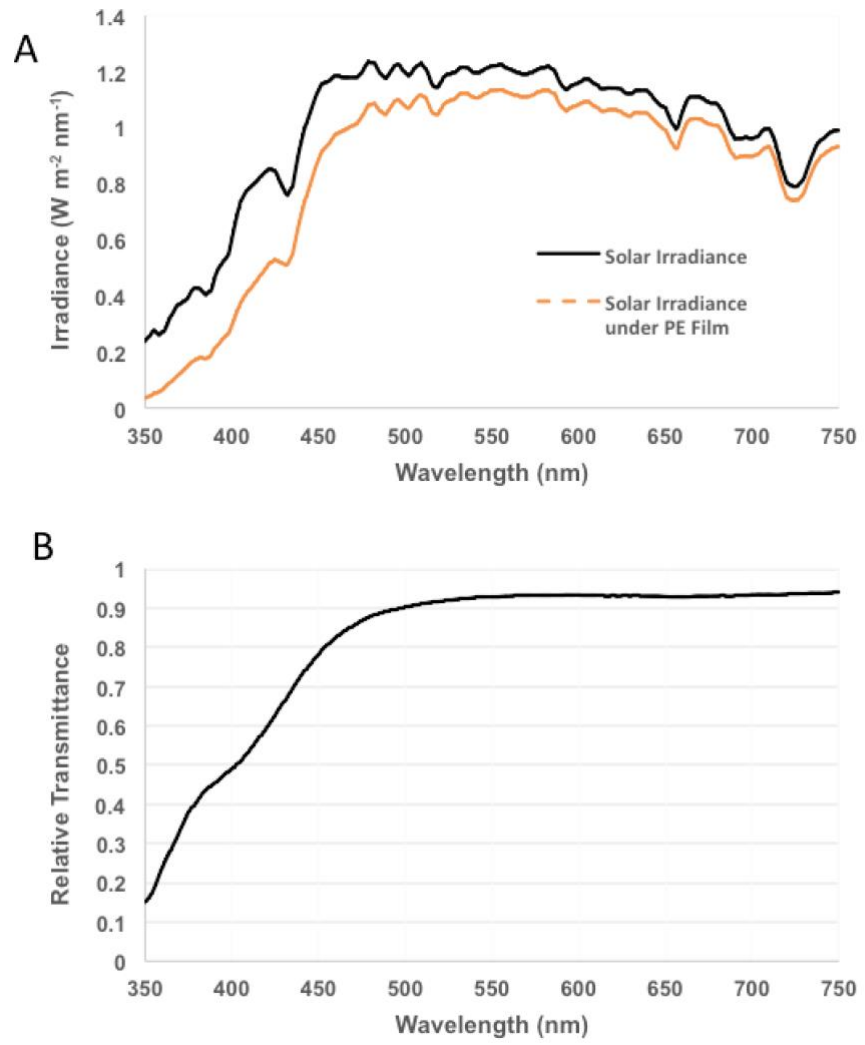 A
1.4
1.2
1
0.8
0.6
0.4
0.2
0
Irradiance (W m⁻² nm⁻¹)
Solar Irradiance
Solar Irradiance
under PE Film
350 400 450 500 550 600 650 700 750
Wavelength (nm)
B
1
0.9
0.8
0.7
0.6
0.5
0.4
0.3
0.2
0.1
0
Relative Transmittance
350 400 450 500 550 600 650 700 750
Wavelength (nm)